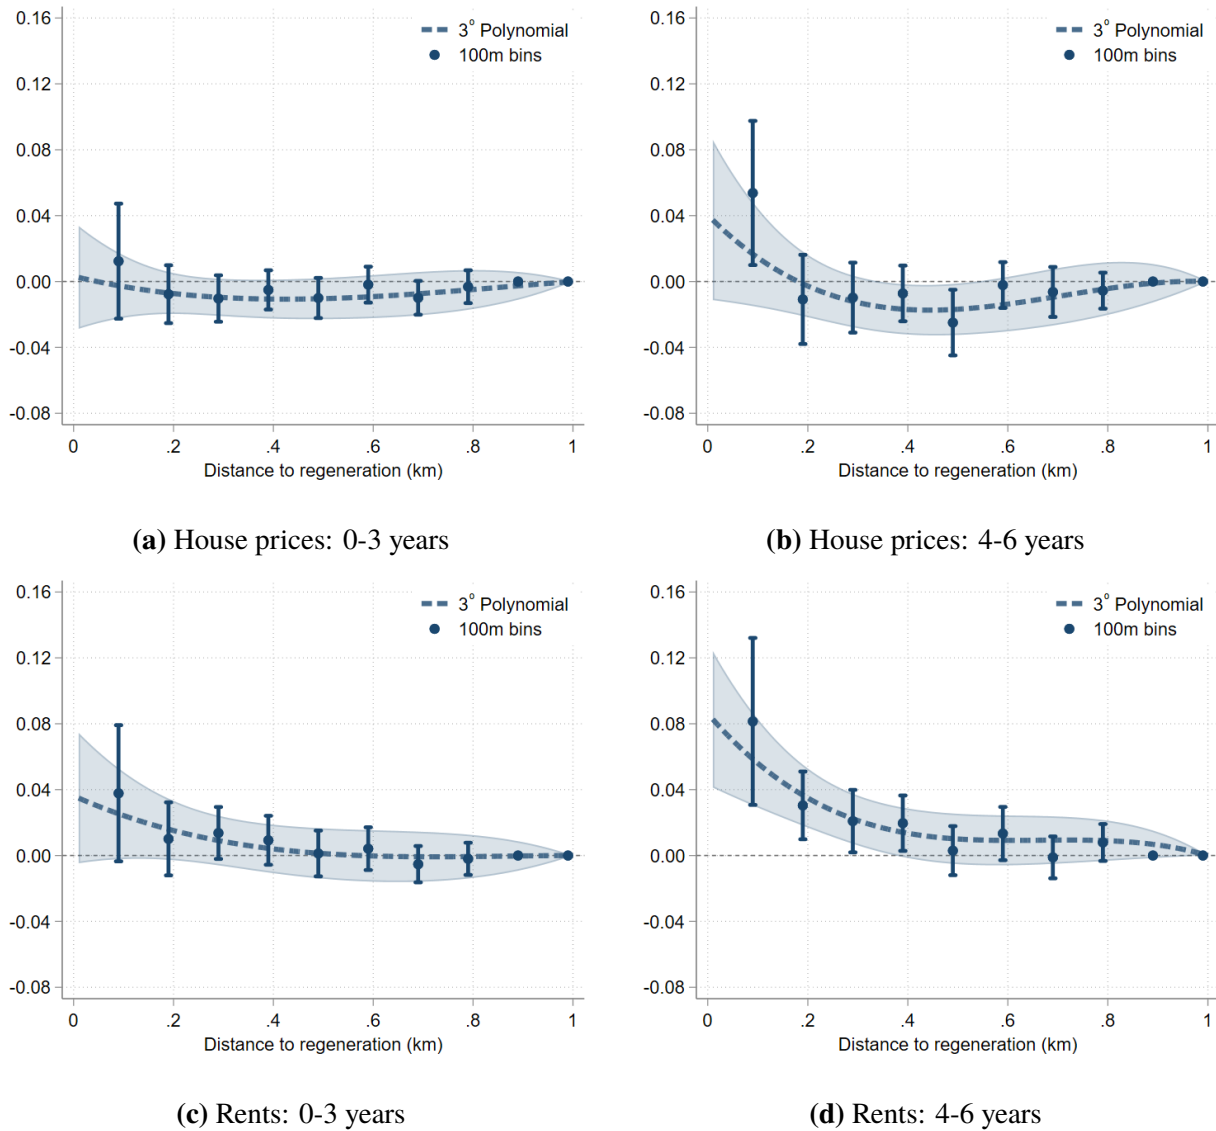 0.16
0.12
0.08
0.04
0.00
-0.04
-0.08
3° Polynomial
100m bins
0 .2 .4 .6 .8 1
Distance to regeneration (km)
(a) House prices: 0-3 years
0.16
0.12
0.08
0.04
0.00
-0.04
-0.08
3° Polynomial
100m bins
0 .2 .4 .6 .8 1
Distance to regeneration (km)
(b) House prices: 4-6 years
0.16
0.12
0.08
0.04
0.00
-0.04
-0.08
3° Polynomial
100m bins
0 .2 .4 .6 .8 1
Distance to regeneration (km)
(c) Rents: 0-3 years
0.16
0.12
0.08
0.04
0.00
-0.04
-0.08
3° Polynomial
100m bins
0 .2 .4 .6 .8 1
Distance to regeneration (km)
(d) Rents: 4-6 years